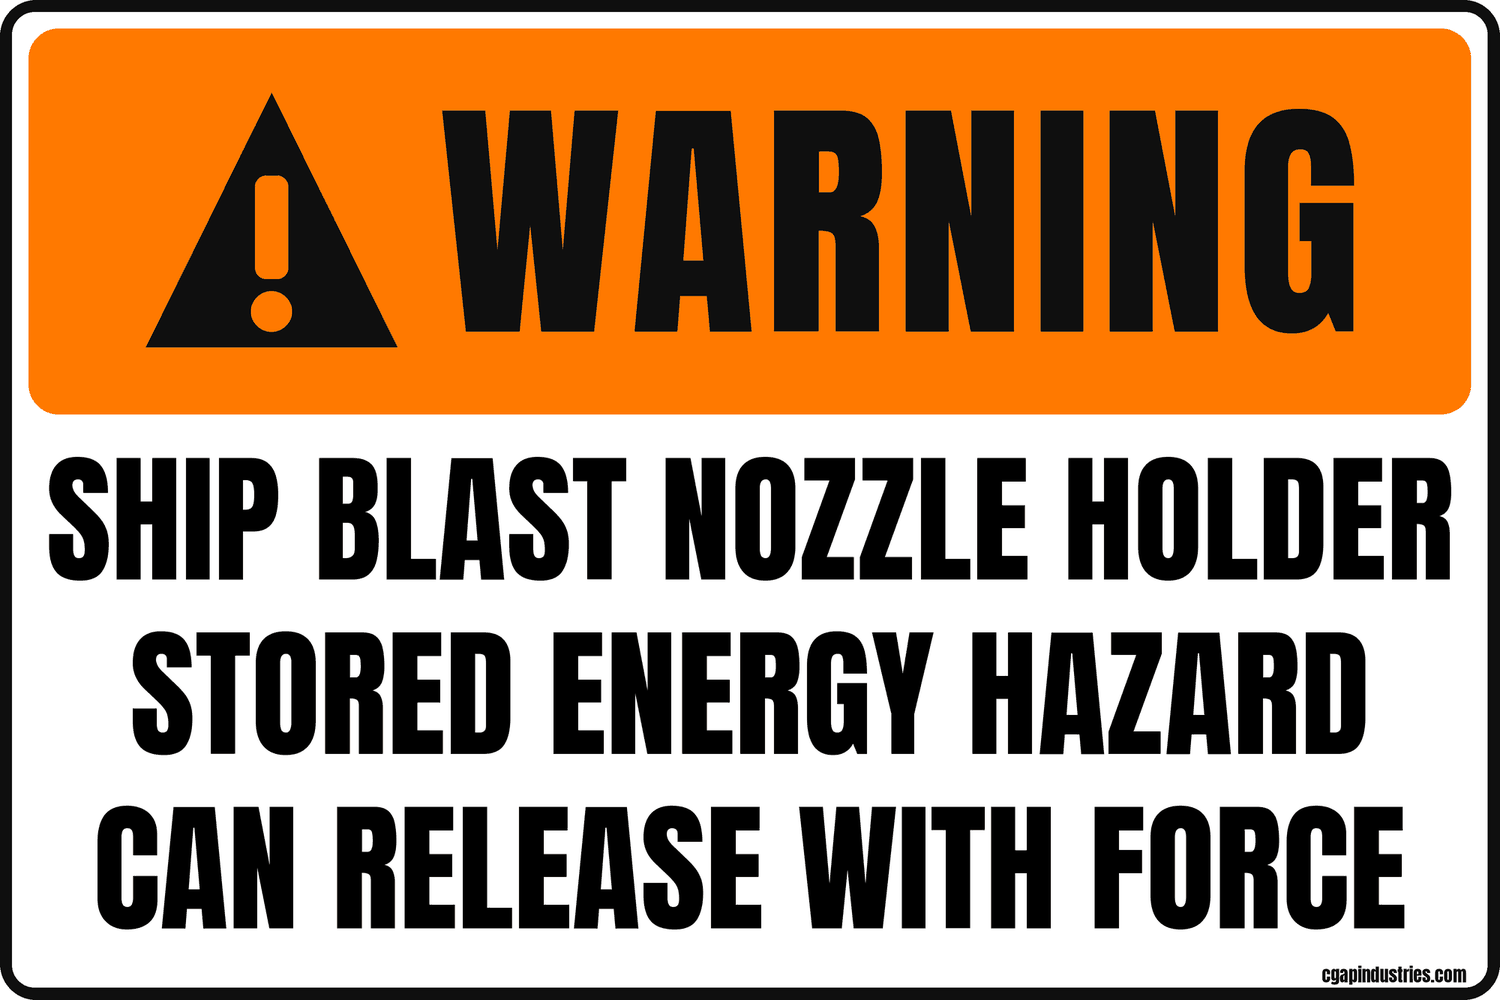 WARNING
SHIP BLAST NOZZLE HOLDER
STORED ENERGY HAZARD
CAN RELEASE WITH FORCE
cgapindustries.com